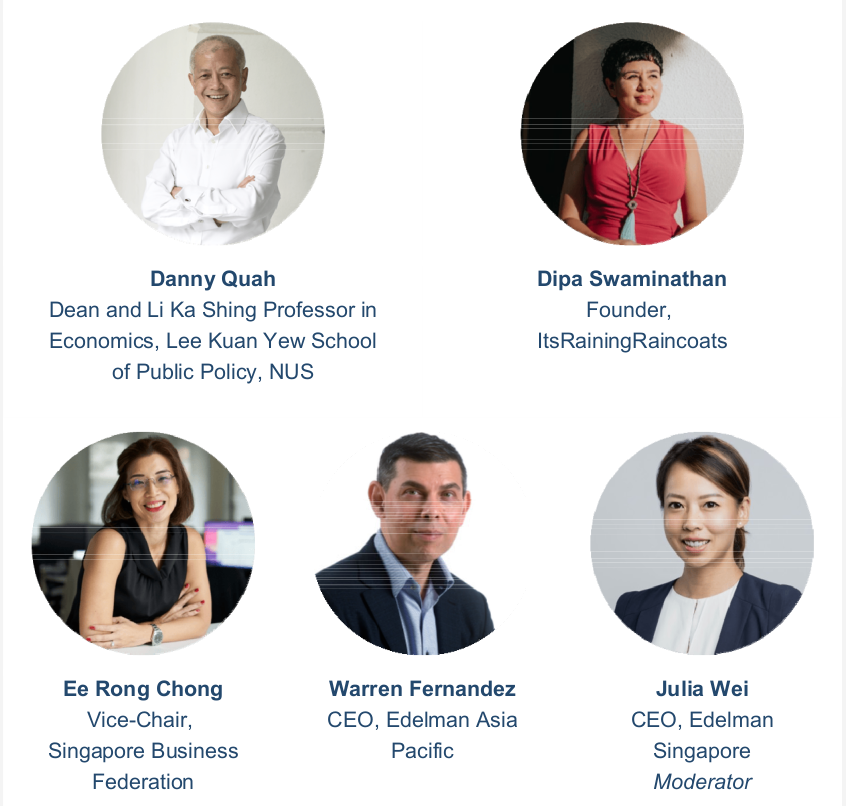 Danny Quah
Dean and Li Ka Shing Professor in
Economics, Lee Kuan Yew School
of Public Policy, NUS
Dipa Swaminathan
Founder,
ItsRainingRaincoats
Ee Rong Chong
Vice-Chair,
Singapore Business
Federation
Warren Fernandez
CEO, Edelman Asia
Pacific
Julia Wei
CEO, Edelman
Singapore
Moderator